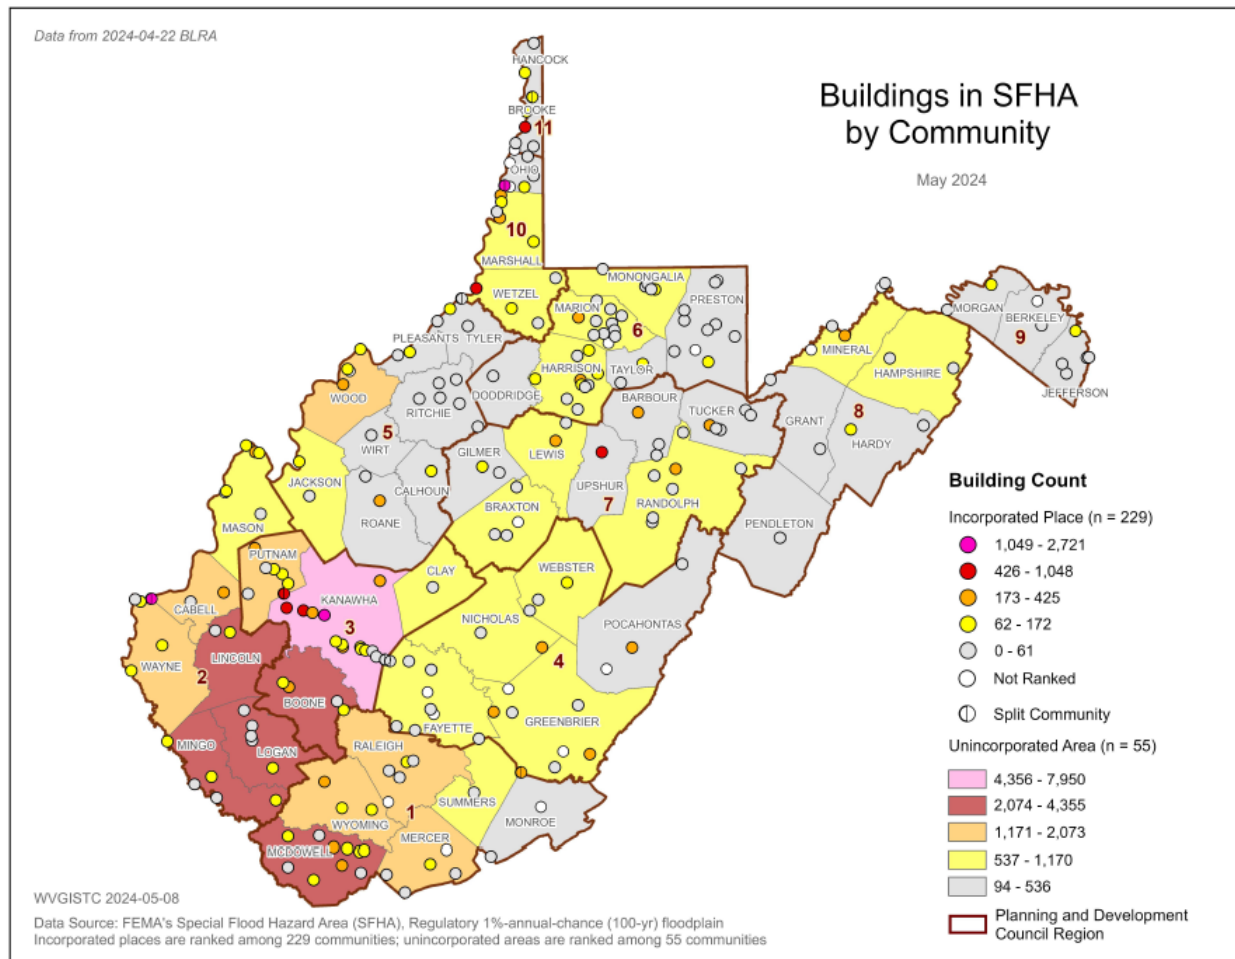 Data from 2024-04-22 BLRA
Buildings in SFHA
by Community
May 2024
HANCOCK
BROOKE
11
OHIO
10
MARSHALL
WETZEL
MONONGALIA
MARION
PRESTON
6
MORGAN
BERKELEY
9
JEFFERSON
PLEASANTS
TYLER
HARRISON
TAYLOR
MINERAL
HAMPSHIRE
WOOD
RITCHIE
DODDRIDGE
BARBOUR
TUCKER
GRANT
8
HARDY
5
WIRT
GILMER
LEWIS
UPSHUR
7
RANDOLPH
JACKSON
CALHOUN
ROANE
BRAXTON
PENDLETON
MASON
PUTNAM
CLAY
WEBSTER
KANAWHA
3
CABELL
NICHOLAS
POCAHONTAS
WAYNE
2
LINCOLN
4
BOONE
FAYETTE
GREENBRIER
MINGO
LOGAN
RALEIGH
SUMMERS
1
WYOMING
MONROE
MERCER
MCDOWELL
Building Count
Incorporated Place (n = 229)
1,049 - 2,721
426 - 1,048
173 - 425
62 - 172
0 - 61
Not Ranked
Split Community
Unincorporated Area (n = 55)
4,356 - 7,950
2,074 - 4,355
1,171 - 2,073
537 - 1,170
94 - 536
Planning and Development
Council Region
WVGISTC 2024-05-08
Data Source: FEMA's Special Flood Hazard Area (SFHA), Regulatory 1%-annual-chance (100-yr) floodplain
Incorporated places are ranked among 229 communities; unincorporated areas are ranked among 55 communities